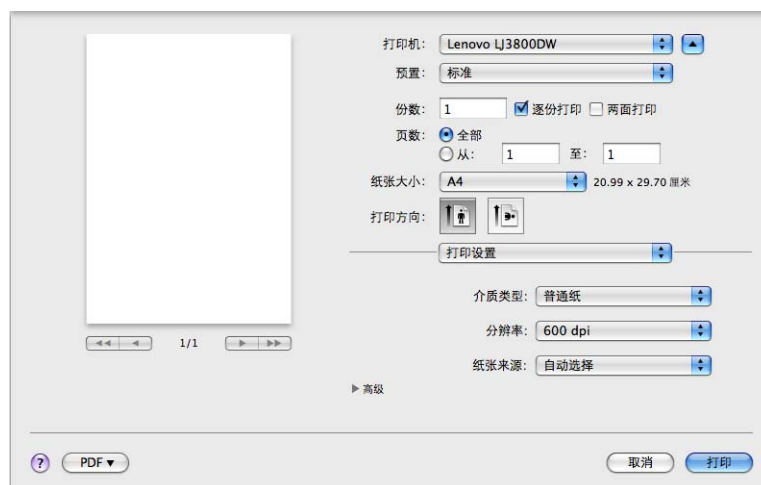 打印机: Lenovo LJ3800DW
预置: 标准
份数: 1 逐份打印 两面打印
页数: 全部
从: 1 至: 1
纸张大小: A4 20.99 x 29.70 厘米
打印方向:
打印设置
介质类型: 普通纸
分辨率: 600 dpi
纸张来源: 自动选择
1/1
高级
? PDF 取消 打印